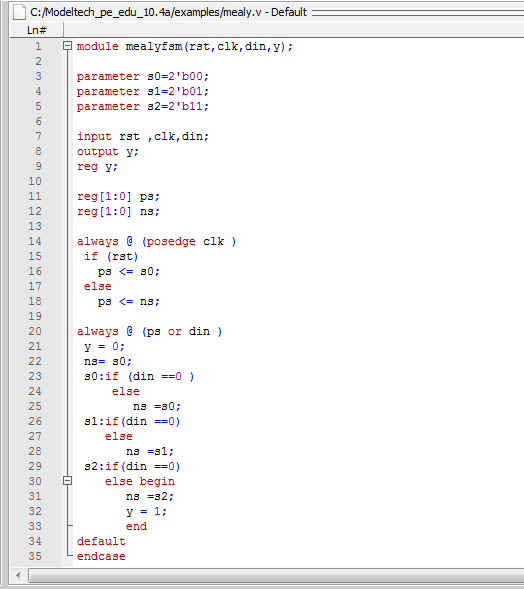 C:/Modeltech_pe_edu_10.4a/examples/mealy.v - Default
Ln#
1 module mealyfsm(rst,clk,din,y);
2
3 parameter s0=2'b00;
4 parameter s1=2'b01;
5 parameter s2=2'b11;
6
7 input rst ,clk,din;
8 output y;
9 reg y;
10
11 reg[1:0] ps;
12 reg[1:0] ns;
13
14 always @ (posedge clk )
15 if (rst)
16 ps <= s0;
17 else
18 ps <= ns;
19
20 always @ (ps or din )
21 y = 0;
22 ns= s0;
23 s0:if (din ==0 )
24 else
25 ns =s0;
26 s1:if(din ==0)
27 else
28 ns =s1;
29 s2:if(din ==0)
30 else begin
31 ns =s2;
32 y = 1;
33 end
34 default
35 endcase